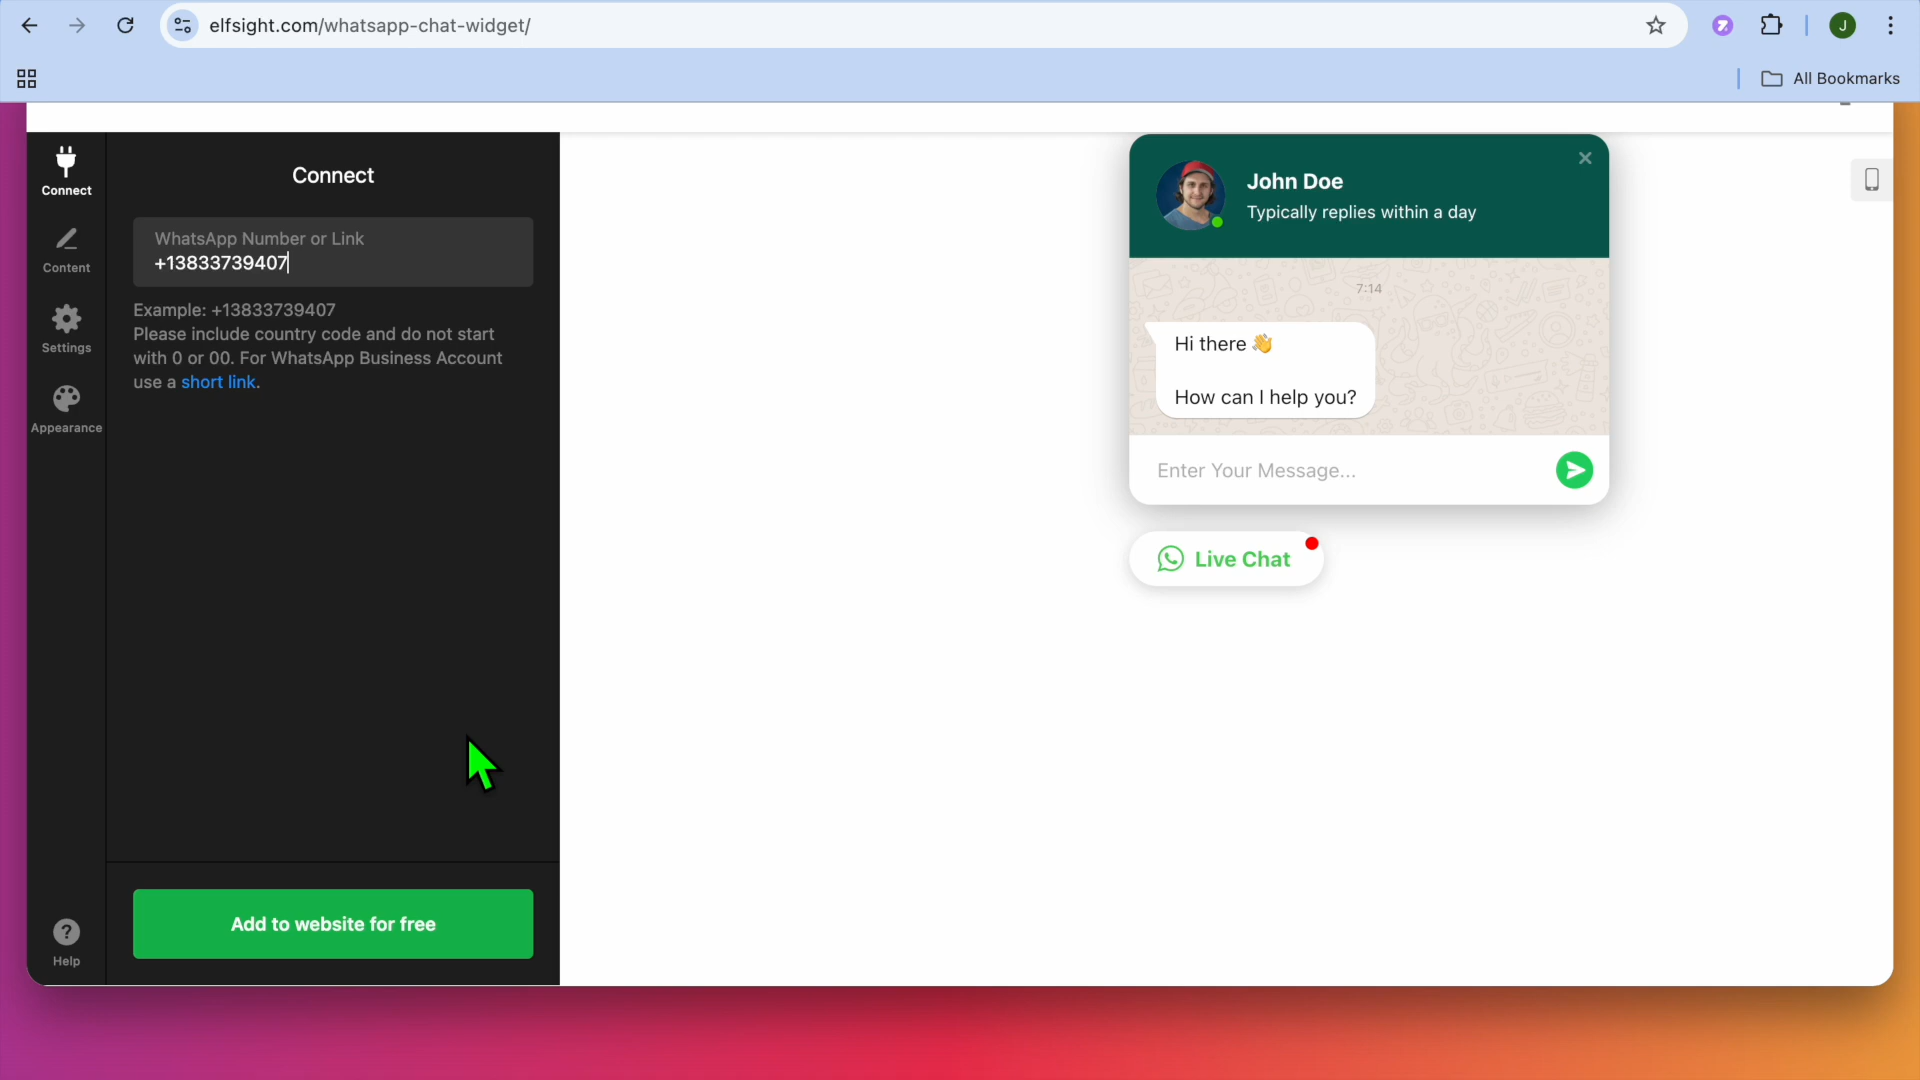 elfsight.com/whatsapp-chat-widget/
J
All Bookmarks
Connect
Content
Settings
Appearance
Help
Connect
WhatsApp Number or Link
+13833739407
Example: +13833739407
Please include country code and do not start
with 0 or 00. For WhatsApp Business Account
use a short link.
Add to website for free
John Doe
Typically replies within a day
7:14
Hi there 👋
How can I help you?
Enter Your Message...
Live Chat